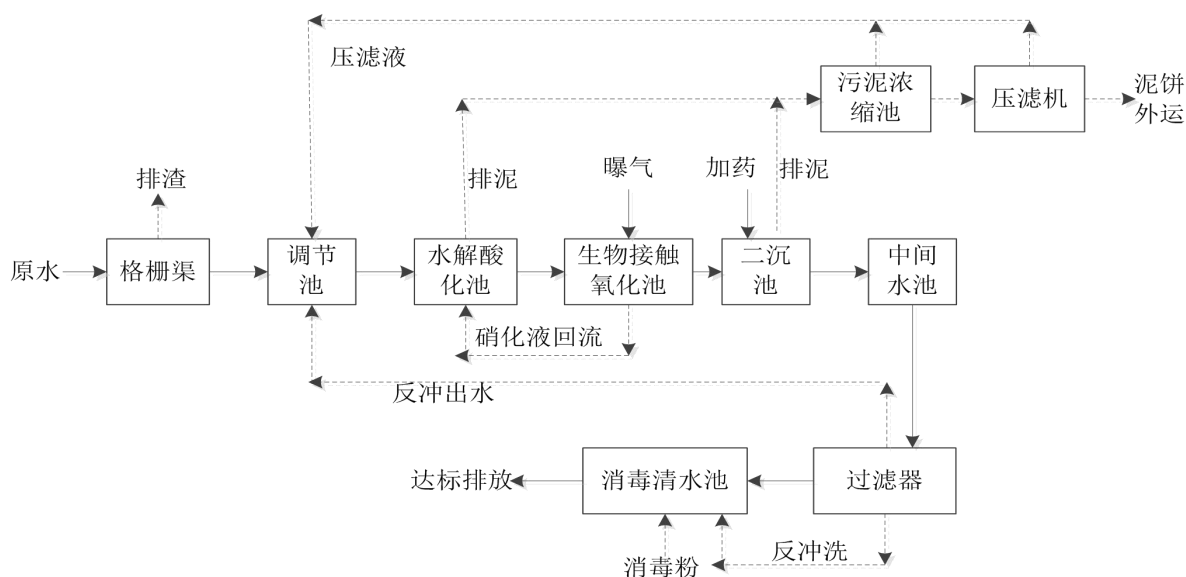 压滤液
污泥浓
缩池
压滤机
泥饼
外运
排渣
排泥
曝气
加药
排泥
原水
格栅渠
调节
池
水解酸
化池
生物接触
氧化池
二沉
池
中间
水池
硝化液回流
反冲出水
达标排放
消毒清水池
过滤器
反冲洗
消毒粉